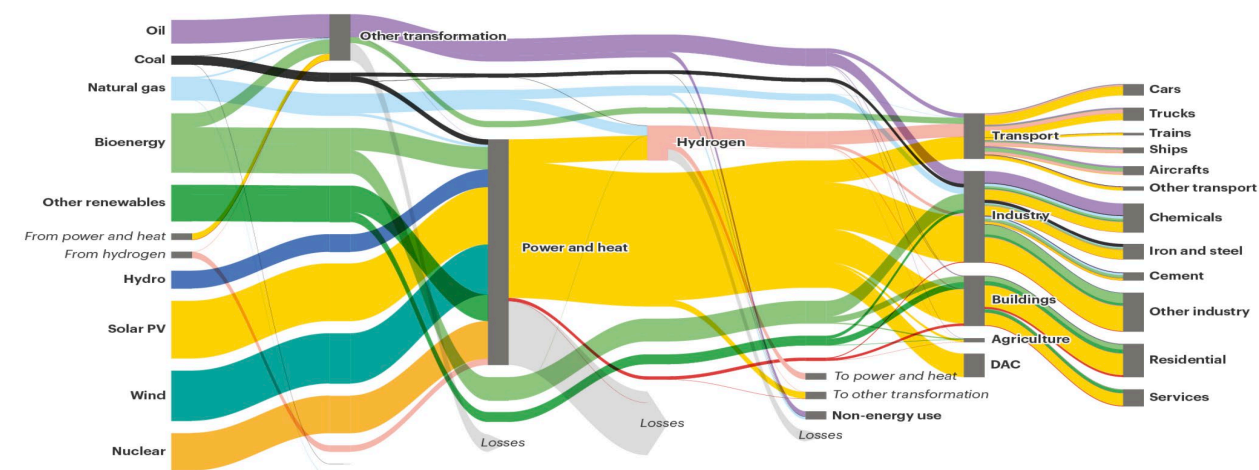 Oil
Coal
Natural gas
Bioenergy
Other renewables
From power and heat
From hydrogen
Hydro
Solar PV
Wind
Nuclear
Other transformation
Power and heat
Losses
Hydrogen
Losses
Losses
To power and heat
To other transformation
Non-energy use
Transport
Industry
Buildings
Agriculture
DAC
Cars
Trucks
Trains
Ships
Aircrafts
Other transport
Chemicals
Iron and steel
Cement
Other industry
Residential
Services